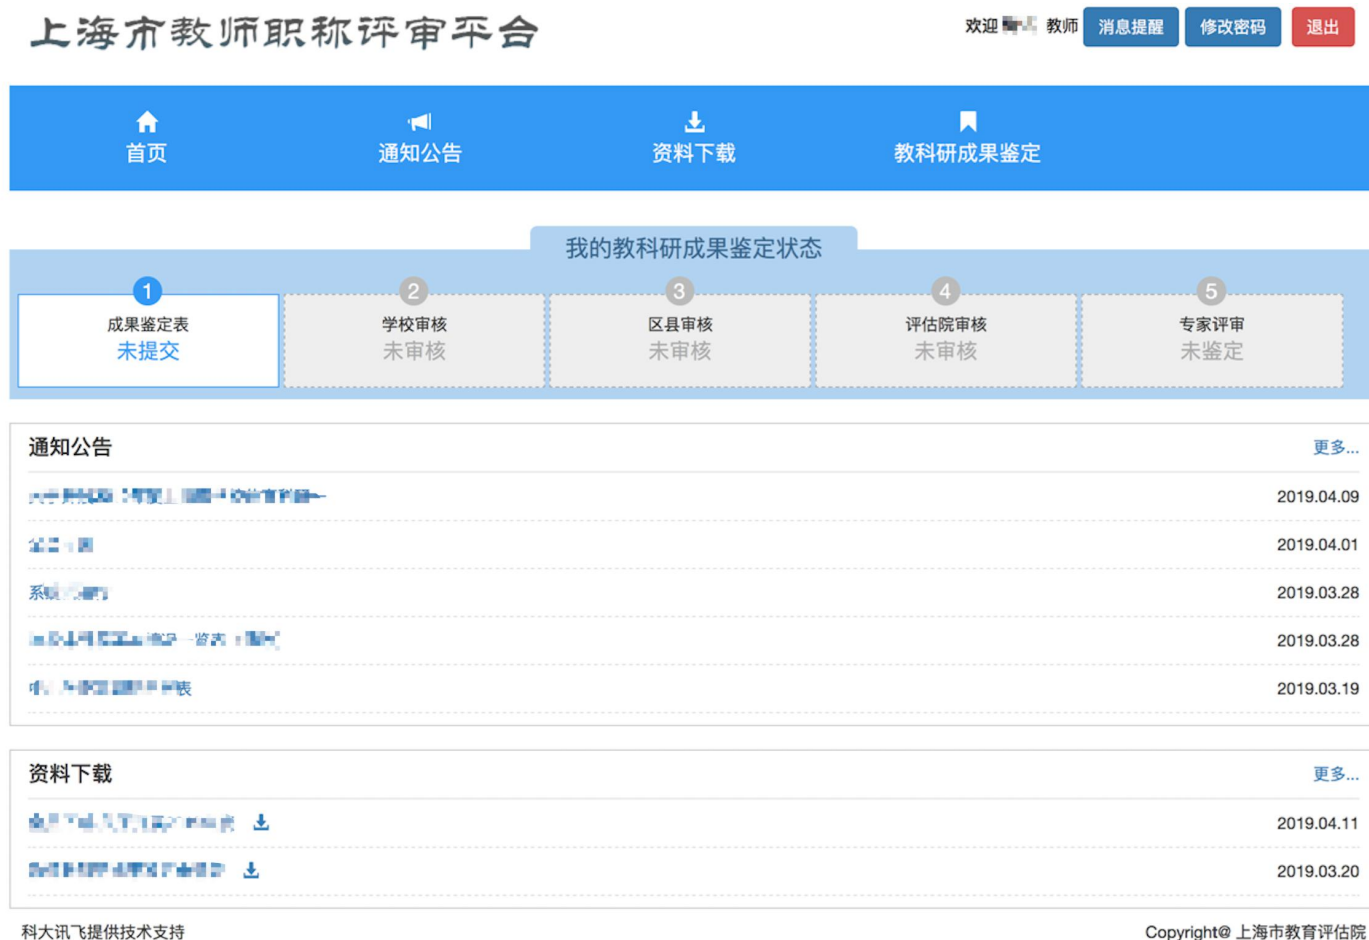 上海市教师职称评审平台
欢迎 教师 消息提醒 修改密码 退出
首页 通知公告 资料下载 教科研成果鉴定
我的教科研成果鉴定状态
1 2 3 4 5
成果鉴定表 学校审核 区县审核 评估院审核 专家评审
未提交 未审核 未审核 未审核 未鉴定
通知公告 更多...
2019.04.09
2019.04.01
系 2019.03.28
一览表 2019.03.28
表 2019.03.19
资料下载 更多...
2019.04.11
2019.03.20
科大讯飞提供技术支持 Copyright@ 上海市教育评估院